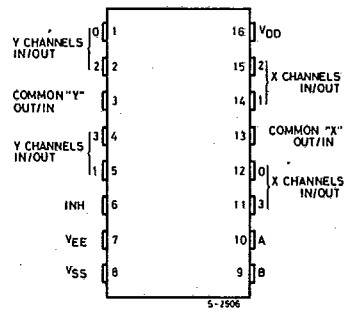 0 1 16 VDD
Y CHANNELS
IN/OUT
2 2 15 2
X CHANNELS
IN/OUT
COMMON "Y"
OUT/IN
3 14 1
Y CHANNELS
IN/OUT
3 4 13 COMMON "X"
OUT/IN
1 5 12 0
X CHANNELS
IN/OUT
INH 6 11 3
VEE 7 10 A
VSS 8 9 B
S-2506